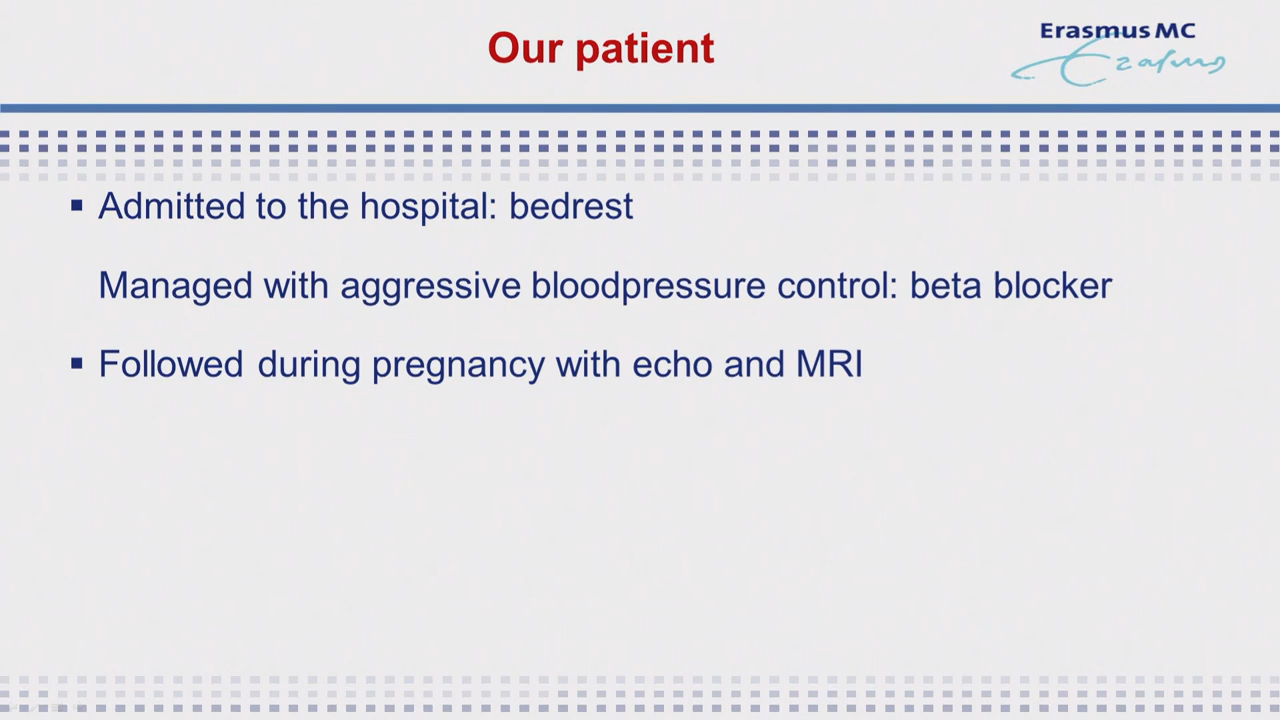 Our patient
Erasmus MC
Erasmus
▪ Admitted to the hospital: bedrest
Managed with aggressive bloodpressure control: beta blocker
▪ Followed during pregnancy with echo and MRI